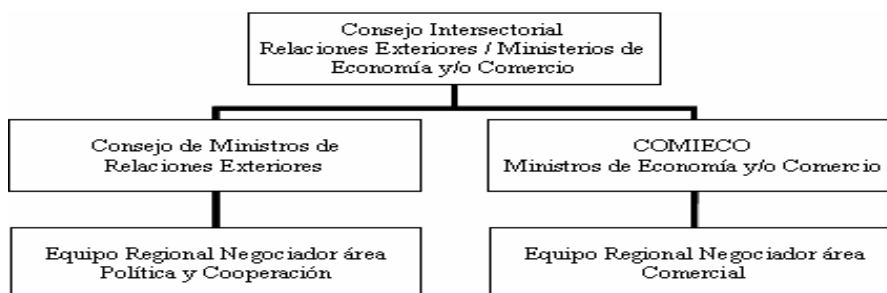 Consejo Intersectorial
Relaciones Exteriores / Ministerios de
Economía y/o Comercio
Consejo de Ministros de
Relaciones Exteriores
COMIECO
Ministros de Economía y/o Comercio
Equipo Regional Negociador área
Política y Cooperación
Equipo Regional Negociador área
Comercial